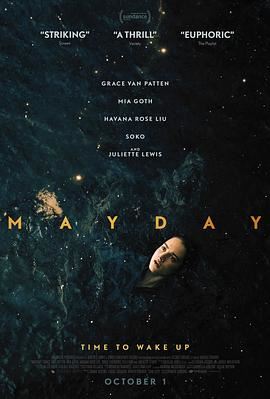 sundance
"STRIKING"
Screen
"A THRILL"
Variety
"EUPHORIC"
The Playlist
GRACE VAN PATTEN
MIA GOTH
HAVANA ROSE LIU
SOKO
AND
JULIETTE LEWIS
MAYDAY
TIME TO WAKE UP
OCTOBER 1